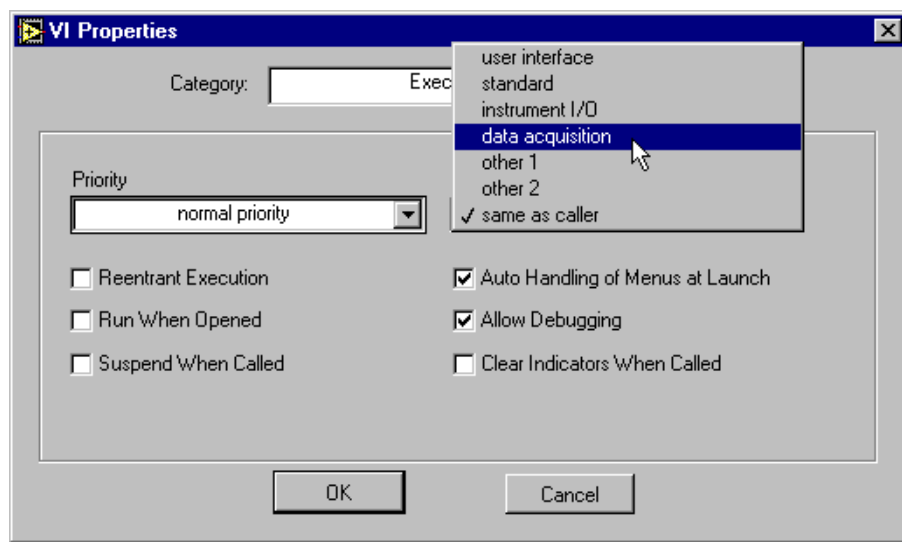 VI Properties
user interface
Category: Exec
standard
instrument I/O
data acquisition
other 1
Priority
other 2
normal priority
same as caller
Reentrant Execution
Auto Handling of Menus at Launch
Run When Opened
Allow Debugging
Suspend When Called
Clear Indicators When Called
OK
Cancel